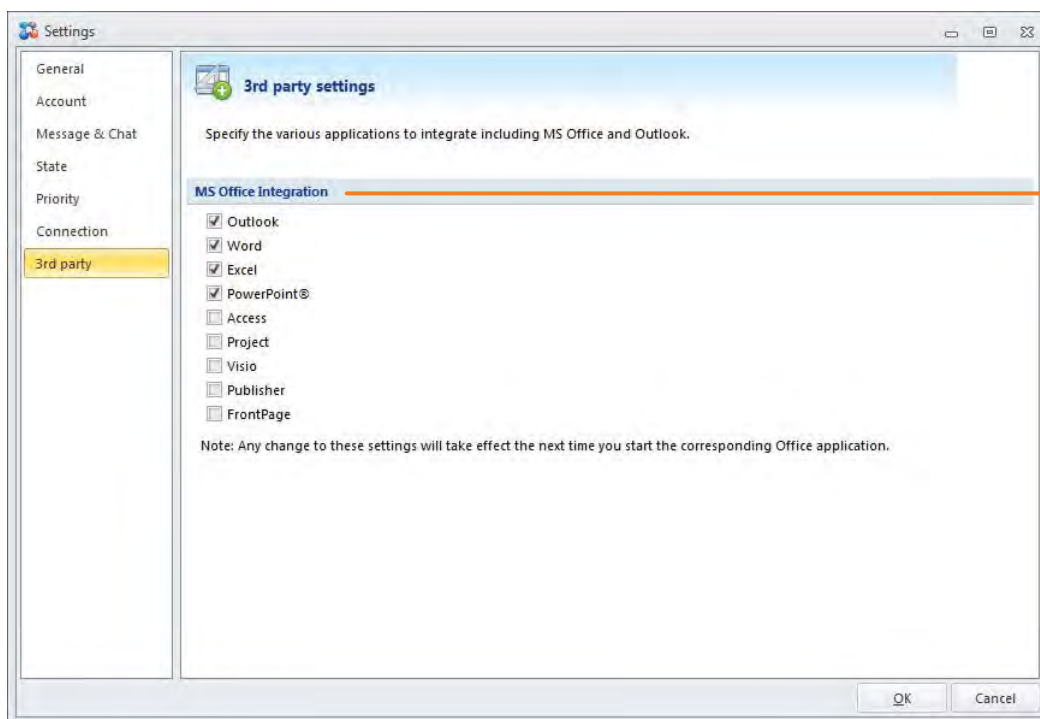 Settings
General
Account
Message & Chat
State
Priority
Connection
3rd party
3rd party settings
Specify the various applications to integrate including MS Office and Outlook.
MS Office Integration
Outlook
Word
Excel
PowerPoint®
Access
Project
Visio
Publisher
FrontPage
Note: Any change to these settings will take effect the next time you start the corresponding Office application.
OK
Cancel